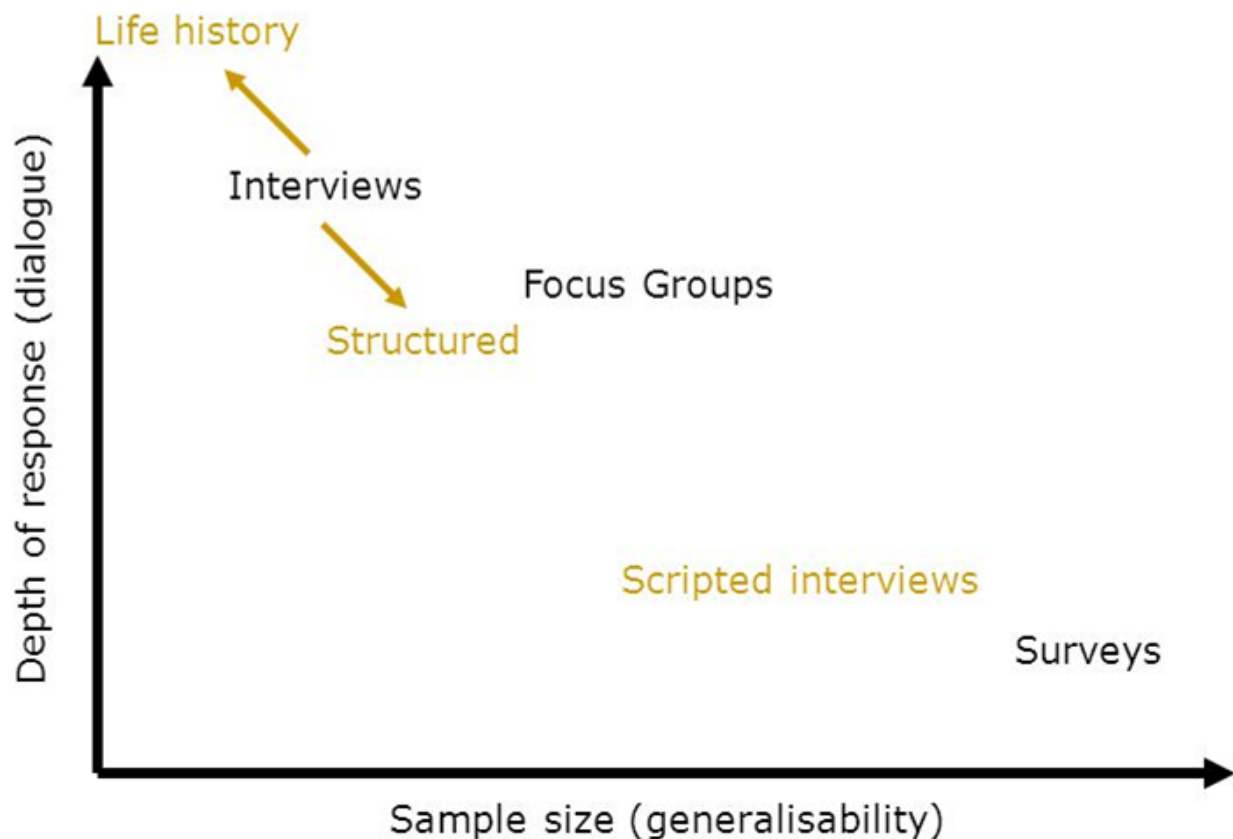 Life history
Depth of response (dialogue)
Interviews
Focus Groups
Structured
Scripted interviews
Surveys
Sample size (generalisability)